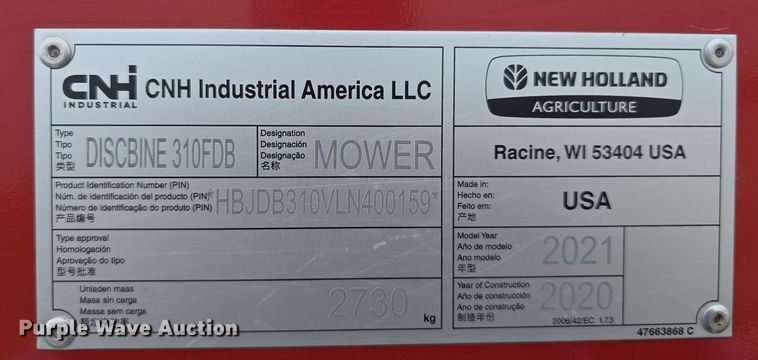 CNH INDUSTRIAL CNH Industrial America LLC
NEW HOLLAND
AGRICULTURE
Type
Tipo
Tipo
类型
DISCBINE 310FDB
Designation
Designación
Designação
名称
MOWER
Racine, WI 53404 USA
Product Identification Number (PIN)
Núm. de identificación del producto (PIN)
Número de identificação do produto (PIN)
产品编号
*HBJDB310VLN400159*
Made in:
Hecho en:
Feito em:
产地
USA
Type approval
Homologación
Aprovação do tipo
型号批准
Model Year
Año de modelo
Ano de modelo
年型
2021
Unladen mass
Masa sin carga
Massa sem carga
2730
kg
Year of Construction
Año de construcción
Ano de construção
制造年份
2020
2006/42/EC 1.7.3
47663868 C
Purple Wave Auction